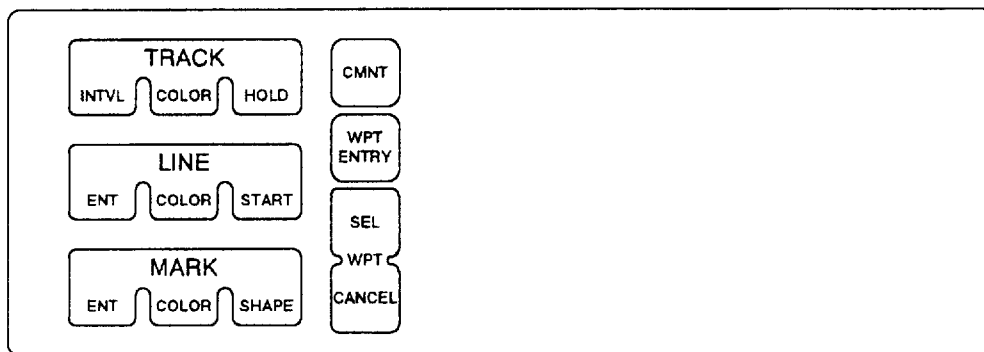 TRACK
INTVL COLOR HOLD
LINE
ENT COLOR START
MARK
ENT COLOR SHAPE
CMNT
WPT
ENTRY
SEL
WPT
CANCEL